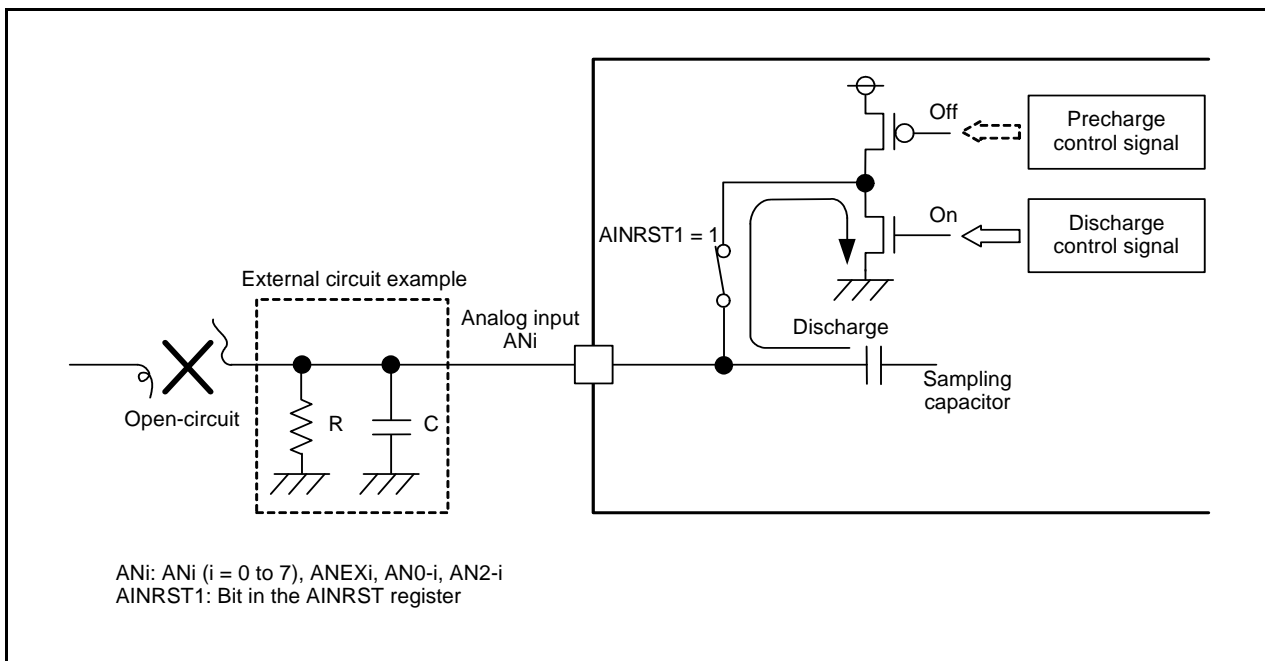 Off
Precharge
control signal
On
Discharge
control signal
AINRST1 = 1
External circuit example
Analog input
ANi
Discharge
Sampling
capacitor
Open-circuit
R
C
ANi: ANi (i = 0 to 7), ANEXi, AN0-i, AN2-i
AINRST1: Bit in the AINRST register